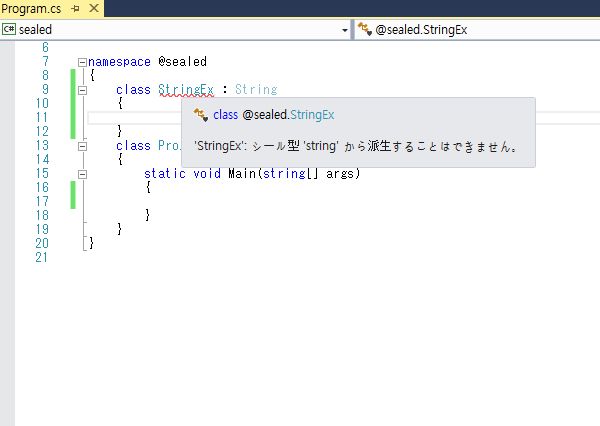 Program.cs
sealed
@sealed.StringEx
6
7 namespace @sealed
8 {
9 class StringEx : String
10 {
class @sealed.StringEx
11
'StringEx': シール型 'string' から派生することはできません。
12 }
13 class Pro
14 {
15 static void Main(string[] args)
16 {
17
18 }
19 }
20 }
21